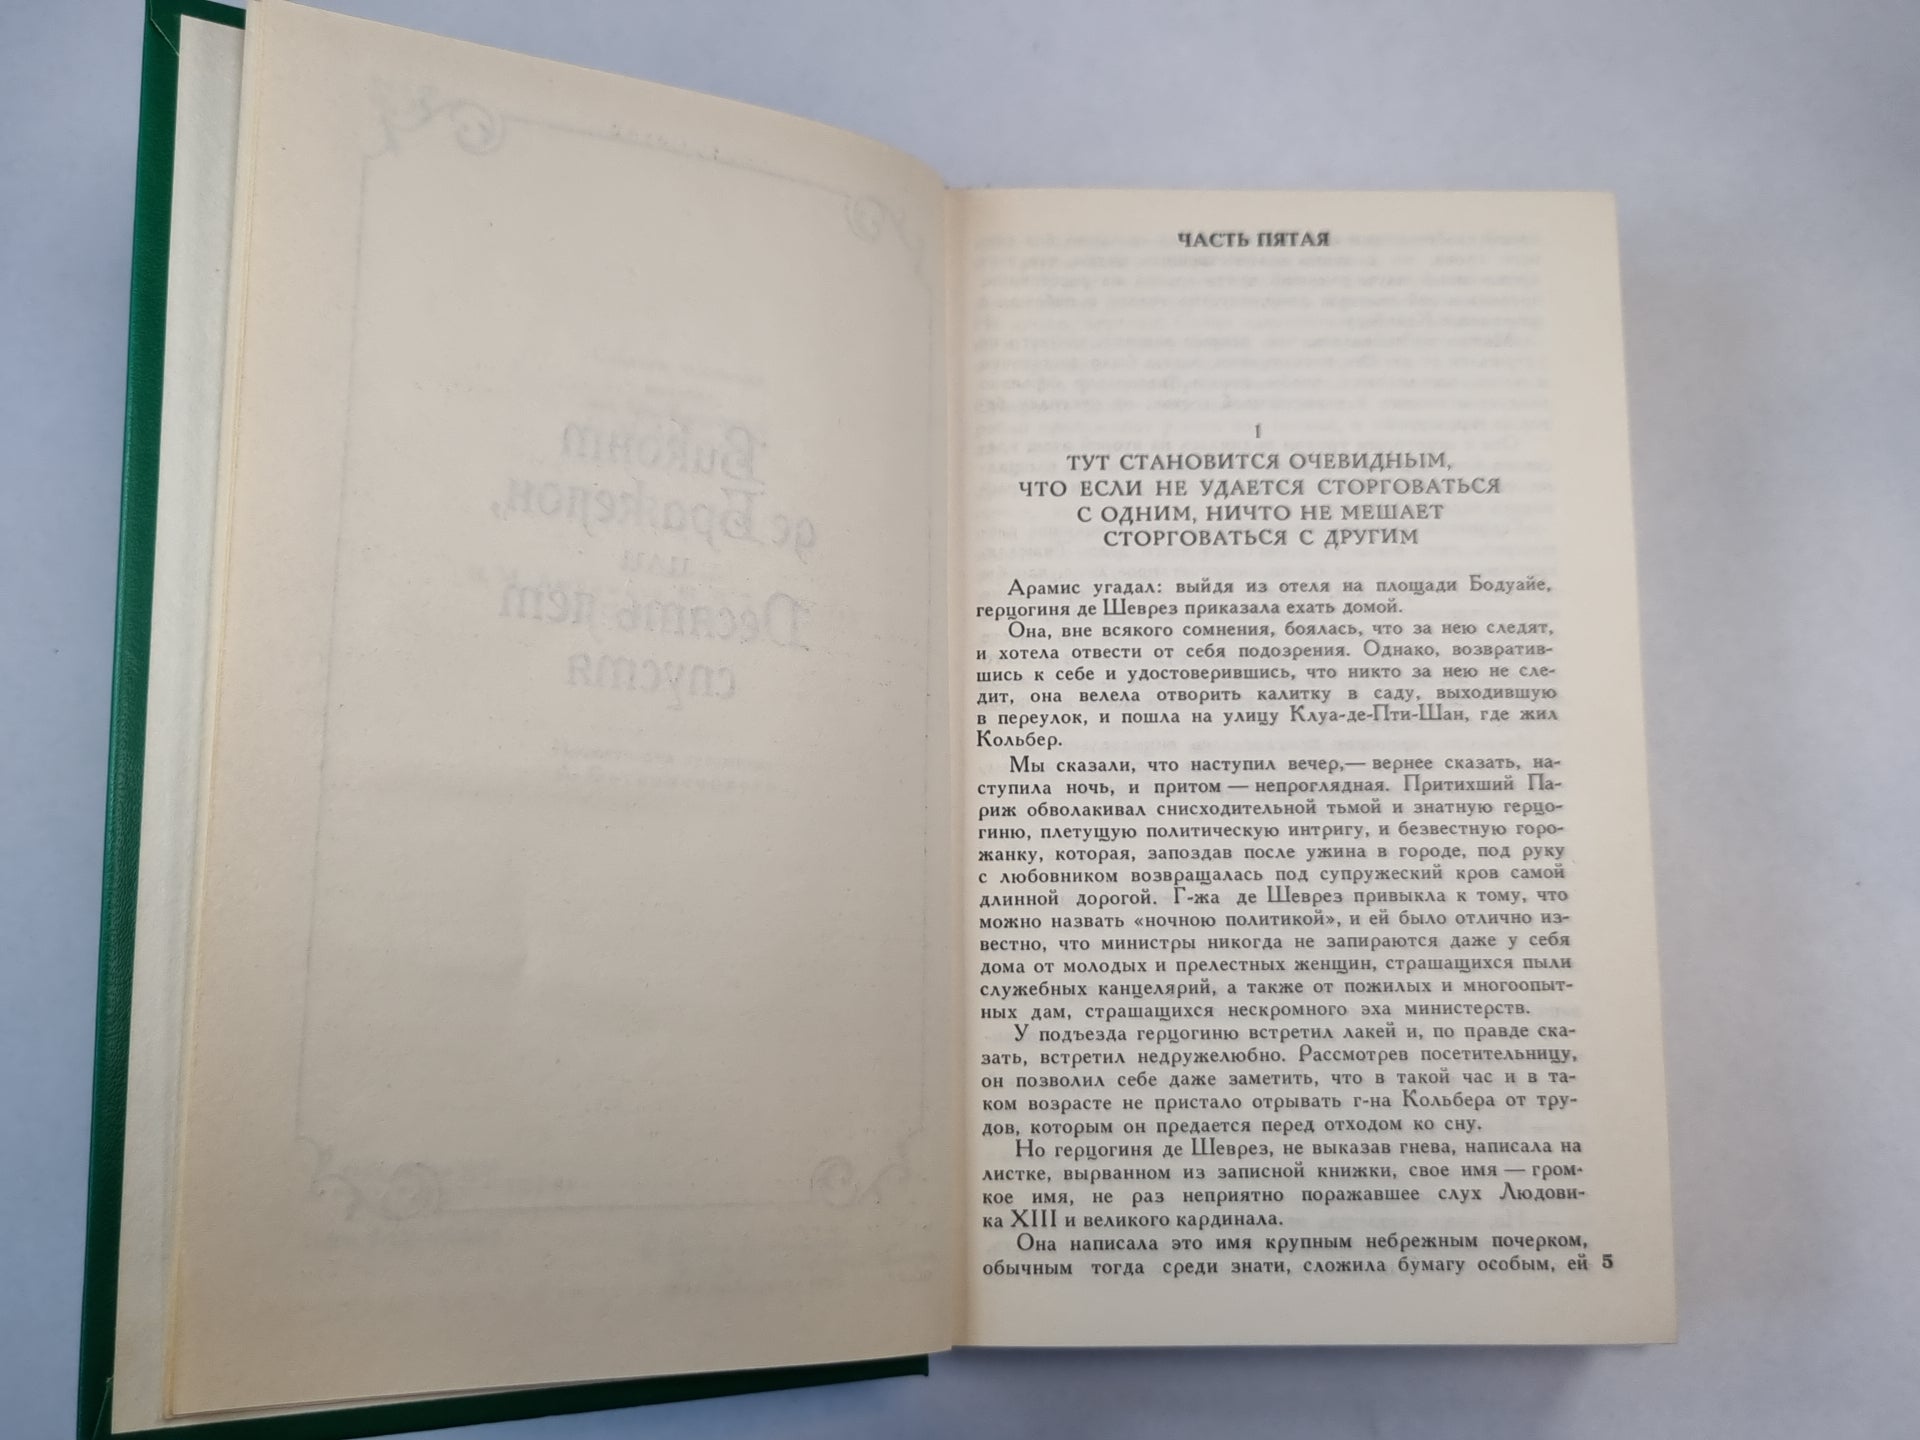 Виконт
де Бражелон,
или
Десять лет
спустя
ЧАСТЬ ПЯТАЯ
1
ТУТ СТАНОВИТСЯ ОЧЕВИДНЫМ,
ЧТО ЕСЛИ НЕ УДАЕТСЯ СТОРГОВАТЬСЯ
С ОДНИМ, НИЧТО НЕ МЕШАЕТ
СТОРГОВАТЬСЯ С ДРУГИМ
Арамис угадал: выйдя из отеля на площади Бодуайе,
герцогиня де Шеврез приказала ехать домой.
Она, вне всякого сомнения, боялась, что за нею следят,
и хотела отвести от себя подозрения. Однако, возвратив-
шись к себе и удостоверившись, что никто за нею не сле-
дит, она велела отворить калитку в саду, выходившую
в переулок, и пошла на улицу Клуа-де-Пти-Шан, где жил
Кольбер.
Мы сказали, что наступил вечер,— вернее сказать, на-
ступила ночь, и притом — непроглядная. Притихший Па-
риж обволакивал снисходительной тьмой и знатную герцо-
гиню, плетущую политическую интригу, и безвестную горо-
жанку, которая, запоздав после ужина в городе, под руку
с любовником возвращалась под супружеский кров самой
длинной дорогой. Г-жа де Шеврез привыкла к тому, что
можно назвать «ночною политикой», и ей было отлично из-
вестно, что министры никогда не запираются даже у себя
дома от молодых и прелестных женщин, страшащихся пыли
служебных канцелярий, а также от пожилых и многоопыт-
ных дам, страшащихся нескромного эха министерств.
У подъезда герцогиню встретил лакей и, по правде ска-
зать, встретил недружелюбно. Рассмотрев посетительницу,
он позволил себе даже заметить, что в такой час и в та-
ком возрасте не пристало отрывать г-на Кольбера от тру-
дов, которым он предается перед отходом ко сну.
Но герцогиня де Шеврез, не выказав гнева, написала на
листке, вырванном из записной книжки, свое имя — гром-
кое имя, не раз неприятно поражавшее слух Людови-
ка XIII и великого кардинала.
Она написала это имя крупным небрежным почерком,
обычным тогда среди знати, сложила бумагу особым, ей 5